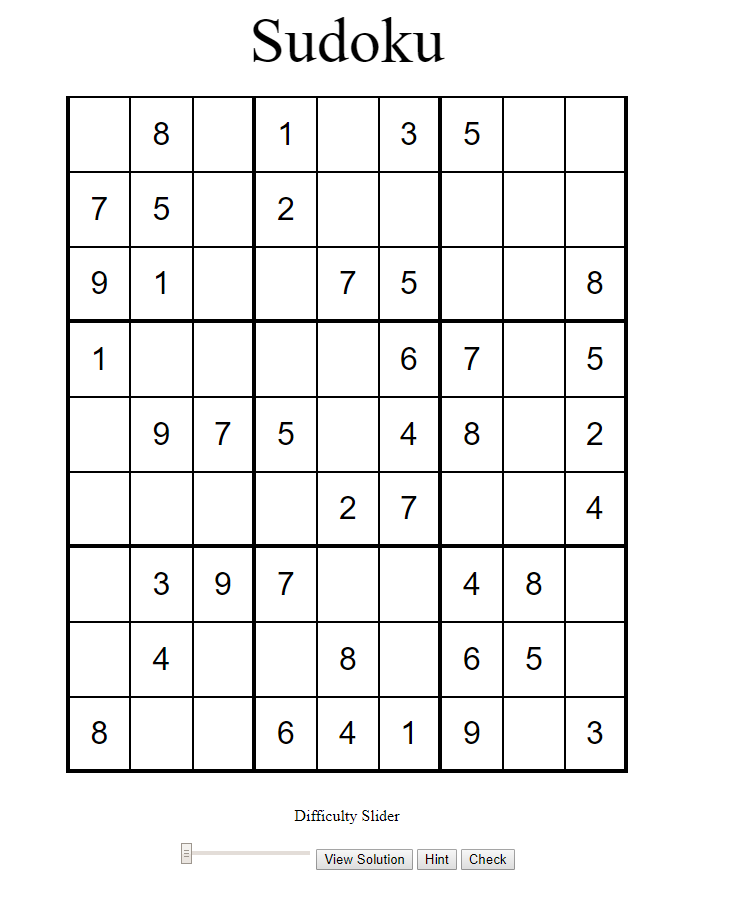 Sudoku
8 1 3 5
7 5 2
9 1 7 5 8
1 6 7 5
9 7 5 4 8 2
2 7 4
3 9 7 4 8
4 8 6 5
8 6 4 1 9 3
Difficulty Slider
View Solution Hint Check